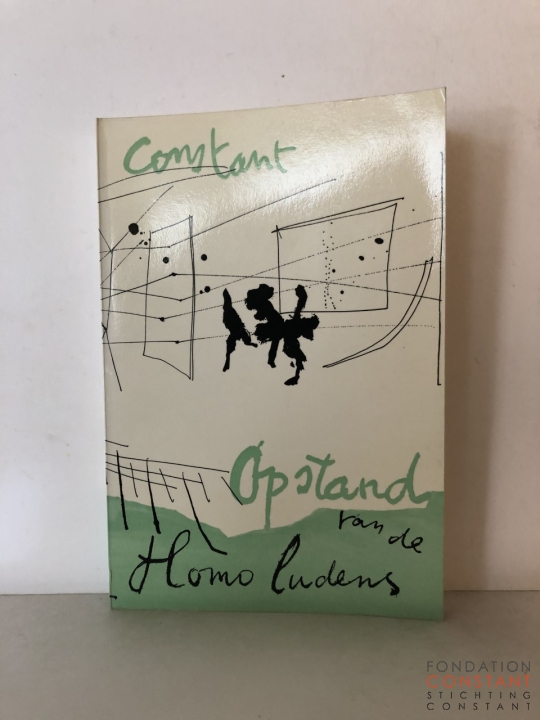 Constant
Opstand
van de
Homo ludens
FONDATION
CONSTANT
STICHTING
CONSTANT